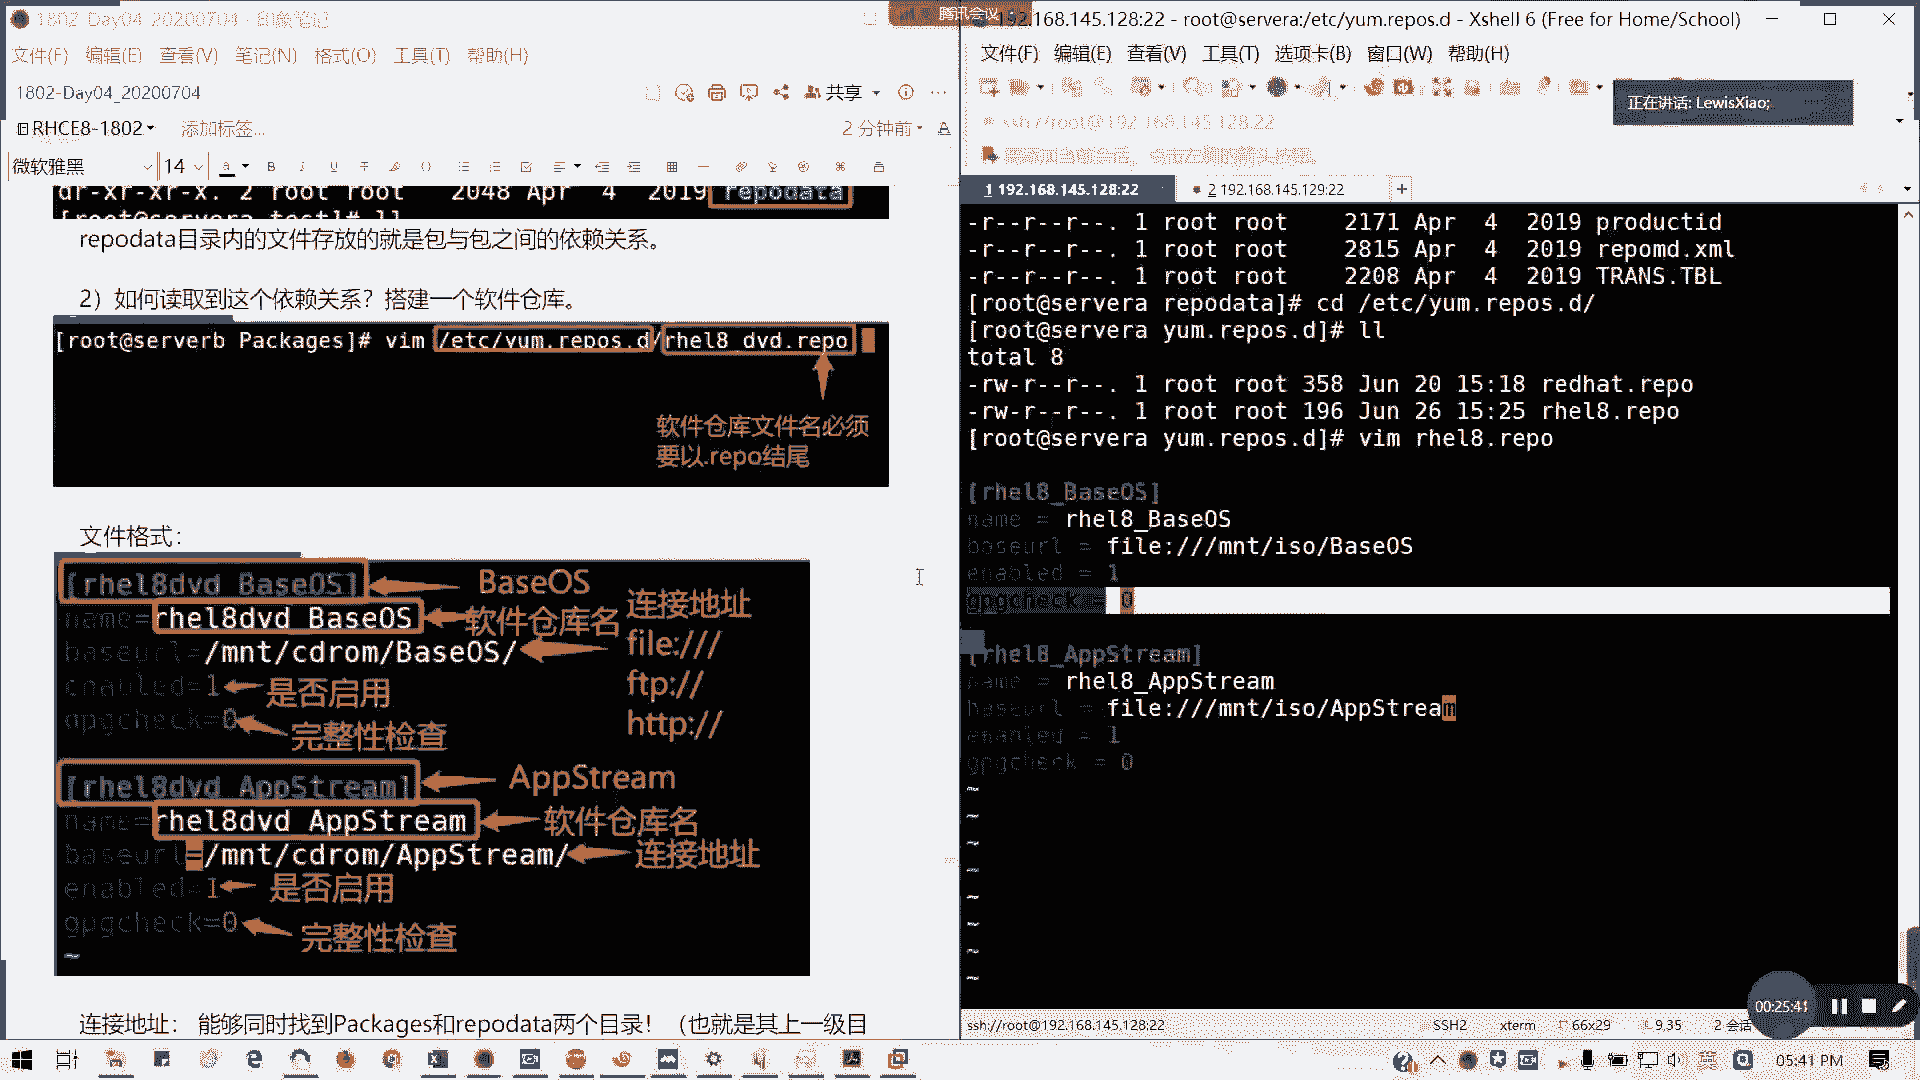 1802-Day04_20200704 - 印象笔记
文件(F) 编辑(E) 查看(V) 笔记(N) 格式(O) 工具(T) 帮助(H)
1802-Day04_20200704
共享
RHCE8-1802
添加标签...
2 分钟前
微软雅黑
14
dr-xr-xr-x. 2 root root 2048 Apr 4 2019 repodata
[root@servera test]# ll
repodata目录内的文件存放的就是包与包之间的依赖关系。
2）如何读取到这个依赖关系？搭建一个软件仓库。
[root@serverb Packages]# vim /etc/yum.repos.d/rhel8_dvd.repo
软件仓库文件名必须
要以.repo结尾
文件格式：
[rhel8dvd_BaseOS]
BaseOS
name=rhel8dvd_BaseOS
软件仓库名
连接地址
baseurl=/mnt/cdrom/BaseOS/
file:///
enabled=1
是否启用
ftp://
gpgcheck=0
完整性检查
http://
[rhel8dvd_AppStream]
AppStream
name=rhel8dvd_AppStream
软件仓库名
baseurl=/mnt/cdrom/AppStream/
连接地址
enabled=1
是否启用
gpgcheck=0
完整性检查
~
连接地址： 能够同时找到Packages和repodata两个目录！（也就是其上一级目
腾讯会议
192.168.145.128:22 - root@servera:/etc/yum.repos.d - Xshell 6 (Free for Home/School)
文件(F) 编辑(E) 查看(V) 工具(T) 选项卡(B) 窗口(W) 帮助(H)
正在讲话: LewisXiao;
ssh://root@192.168.145.128:22
1 192.168.145.128:22
2 192.168.145.129:22
-r--r--r--. 1 root root 2171 Apr 4 2019 productid
-r--r--r--. 1 root root 2815 Apr 4 2019 repomd.xml
-r--r--r--. 1 root root 2208 Apr 4 2019 TRANS.TBL
[root@servera repodata]# cd /etc/yum.repos.d/
[root@servera yum.repos.d]# ll
total 8
-rw-r--r--. 1 root root 358 Jun 20 15:18 redhat.repo
-rw-r--r--. 1 root root 196 Jun 26 15:25 rhel8.repo
[root@servera yum.repos.d]# vim rhel8.repo
[rhel8_BaseOS]
name = rhel8_BaseOS
baseurl = file:///mnt/iso/BaseOS
enabled = 1
gpgcheck = 0
[rhel8_AppStream]
name = rhel8_AppStream
baseurl = file:///mnt/iso/AppStream
enabled = 1
gpgcheck = 0
~
~
~
~
~
~
~
~
00:25:41
ssh://root@192.168.145.128:22
SSH2
xterm
66x29
9,35
2 会话
05:41 PM